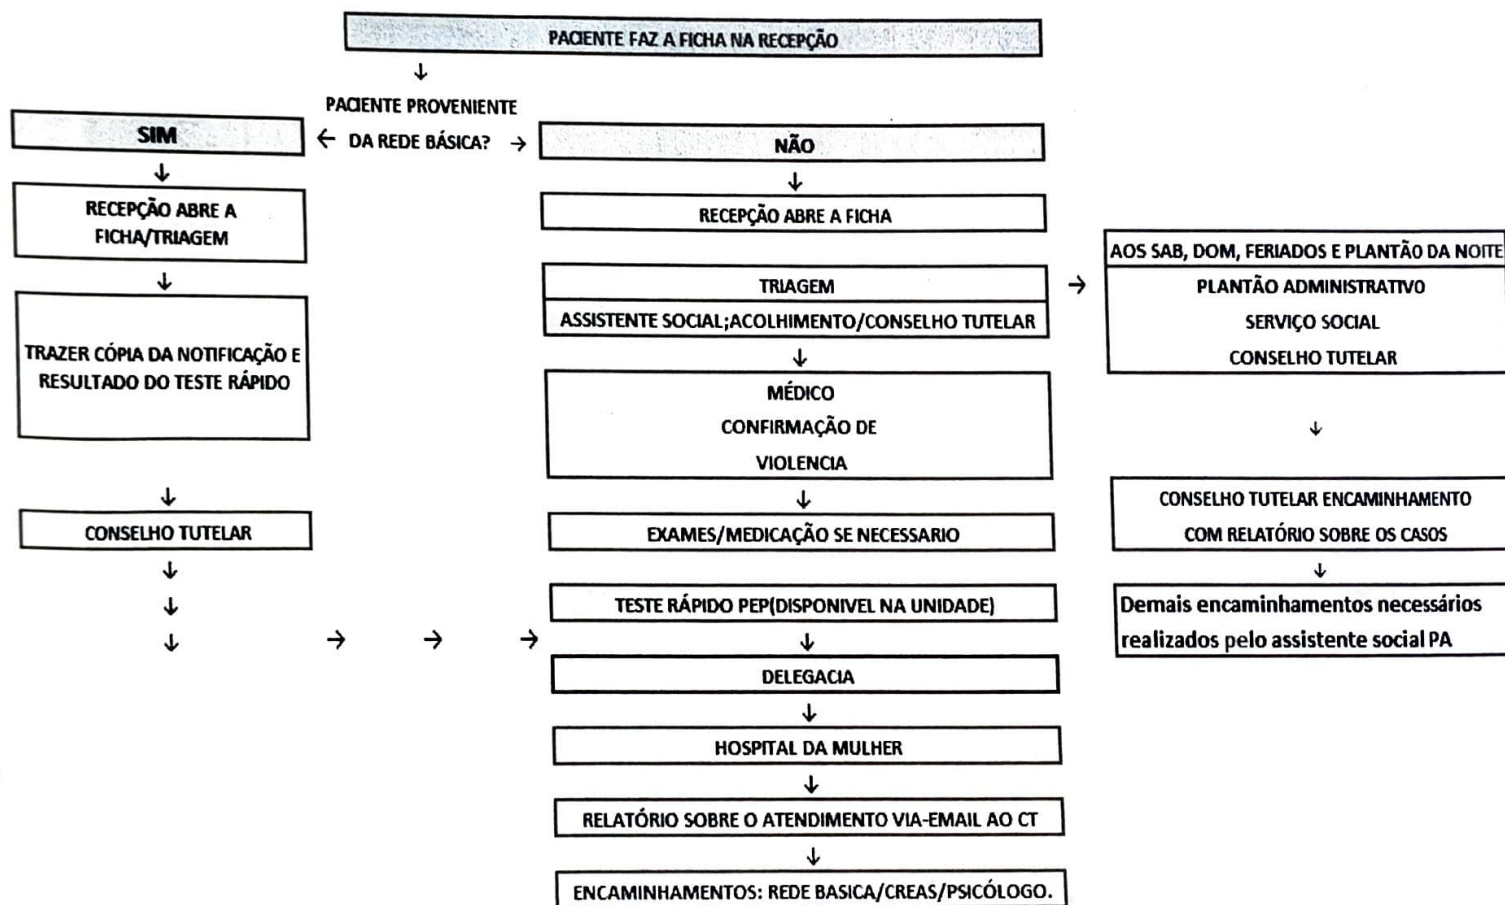 PACIENTE FAZ A FICHA NA RECEPÇÃO
↓
PACIENTE PROVENIENTE
← DA REDE BÁSICA? →
SIM
↓
RECEPÇÃO ABRE A
FICHA/TRIAGEM
↓
TRAZER CÓPIA DA NOTIFICAÇÃO E
RESULTADO DO TESTE RÁPIDO
↓
CONSELHO TUTELAR
↓
↓
↓ → → →
NÃO
↓
RECEPÇÃO ABRE A FICHA
TRIAGEM →
ASSISTENTE SOCIAL;ACOLHIMENTO/CONSELHO TUTELAR
↓
MÉDICO
CONFIRMAÇÃO DE
VIOLENCIA
↓
EXAMES/MEDICAÇÃO SE NECESSARIO
TESTE RÁPIDO PEP(DISPONIVEL NA UNIDADE)
↓
DELEGACIA
↓
HOSPITAL DA MULHER
↓
RELATÓRIO SOBRE O ATENDIMENTO VIA-EMAIL AO CT
↓
ENCAMINHAMENTOS: REDE BASICA/CREAS/PSICÓLOGO.
AOS SAB, DOM, FERIADOS E PLANTÃO DA NOITE
PLANTÃO ADMINISTRATIVO
SERVIÇO SOCIAL
CONSELHO TUTELAR
↓
CONSELHO TUTELAR ENCAMINHAMENTO
COM RELATÓRIO SOBRE OS CASOS
↓
Demais encaminhamentos necessários
realizados pelo assistente social PA